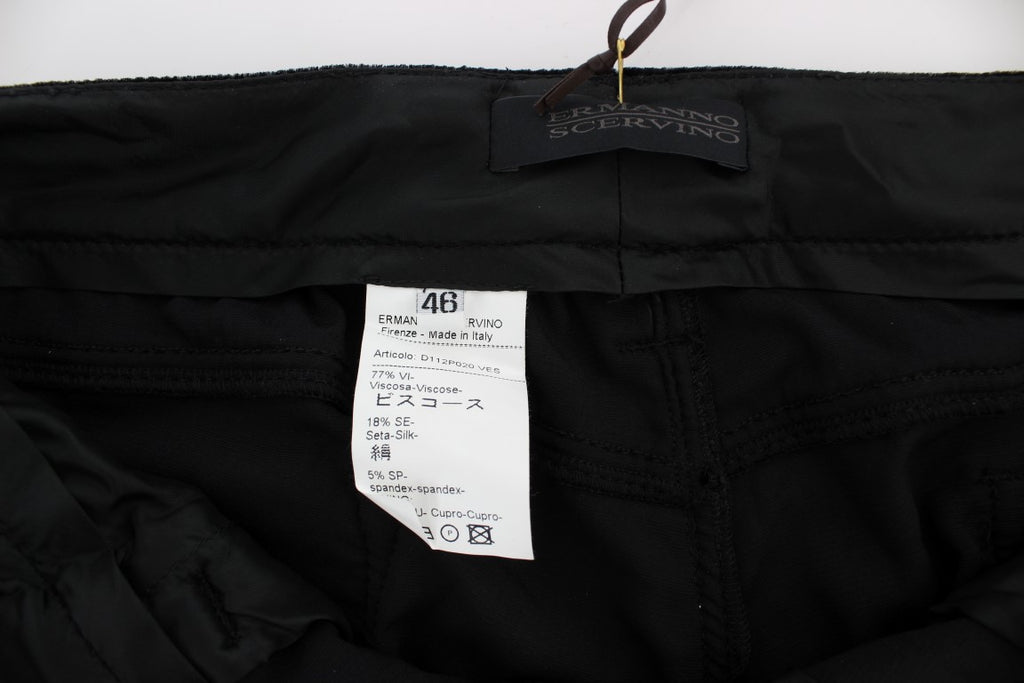 ERMANNO
SCERVINO
46
ERMAN RVINO
Firenze - Made in Italy
Articolo: D112P020 VES
77% VI-
Viscosa-Viscose-
ビスコース
18% SE-
Seta-Silk-
絹
5% SP-
spandex-spandex-
U- Cupro-Cupro-
P